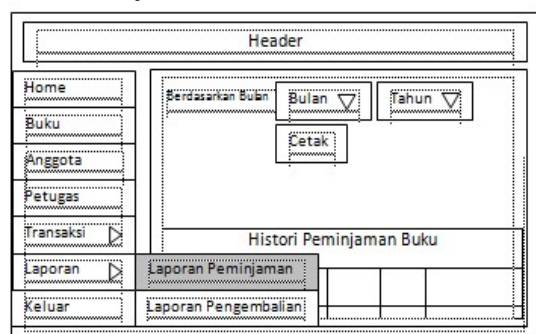 Header
Home
Buku
Anggota
Petugas
Transaksi
Laporan
Keluar
Berdasarkan Bulan
Bulan
Tahun
Cetak
Histori Peminjaman Buku
Laporan Peminjaman
Laporan Pengembalian